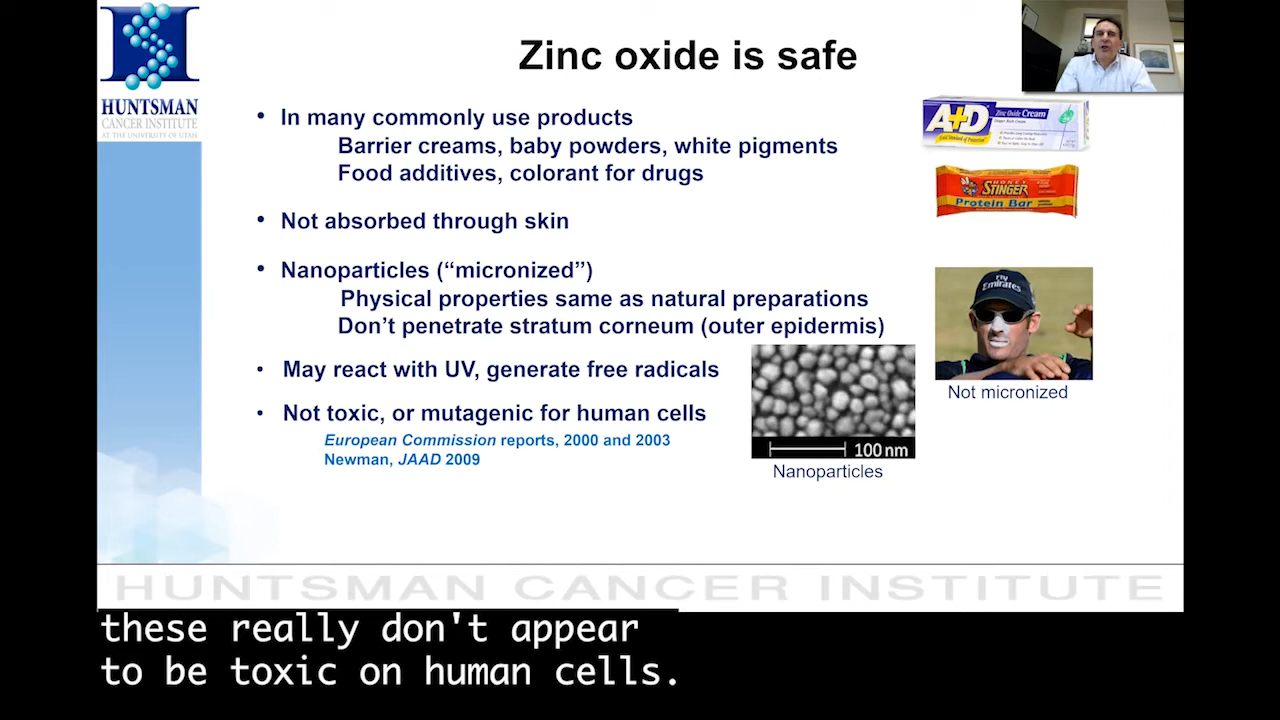 HUNTSMAN
CANCER INSTITUTE
AT THE UNIVERSITY OF UTAH
Zinc oxide is safe
• In many commonly use products
Barrier creams, baby powders, white pigments
Food additives, colorant for drugs
• Not absorbed through skin
• Nanoparticles (“micronized”)
Physical properties same as natural preparations
Don’t penetrate stratum corneum (outer epidermis)
• May react with UV, generate free radicals
• Not toxic, or mutagenic for human cells
European Commission reports, 2000 and 2003
Newman, JAAD 2009
A+D
Zinc Oxide Cream
HONEY
STINGER
Protein Bar
Fly
Emirates
Not micronized
100 nm
Nanoparticles
HUNTSMAN CANCER INSTITUTE
these really don't appear
to be toxic on human cells.